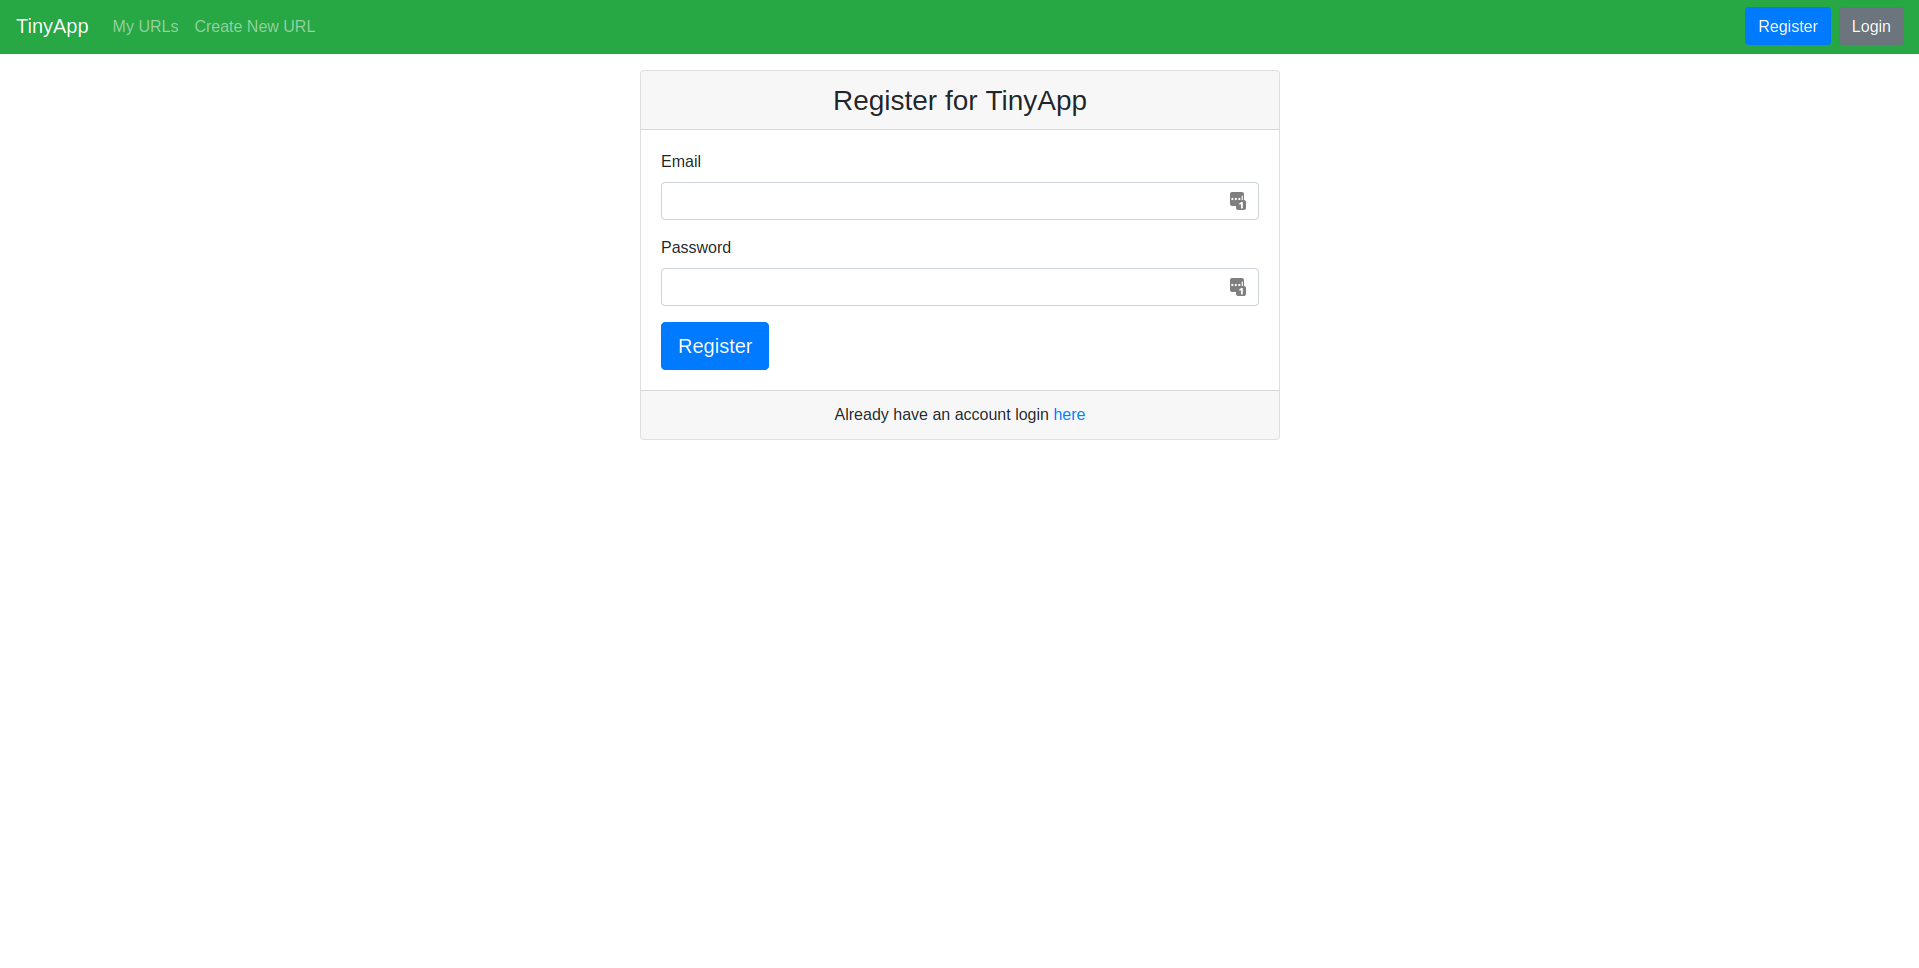 TinyApp My URLs Create New URL Register Login
Register for TinyApp
Email
Password
Register
Already have an account login here